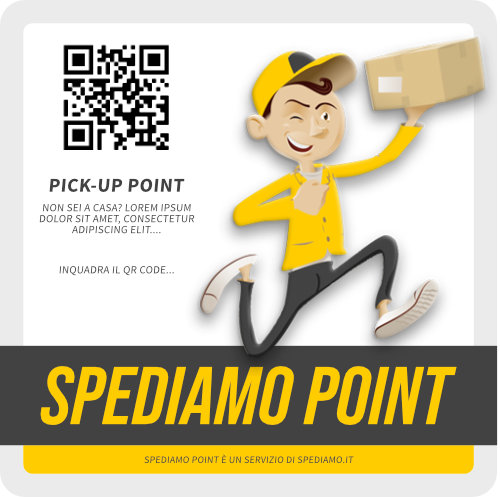 PICK-UP POINT
NON SEI A CASA? LOREM IPSUM
DOLOR SIT AMET, CONSECTETUR
ADIPISCING ELIT....
INQUADRA IL QR CODE...
SPEDIAMO POINT
SPEDIAMO POINT È UN SERVIZIO DI SPEDIAMO.IT